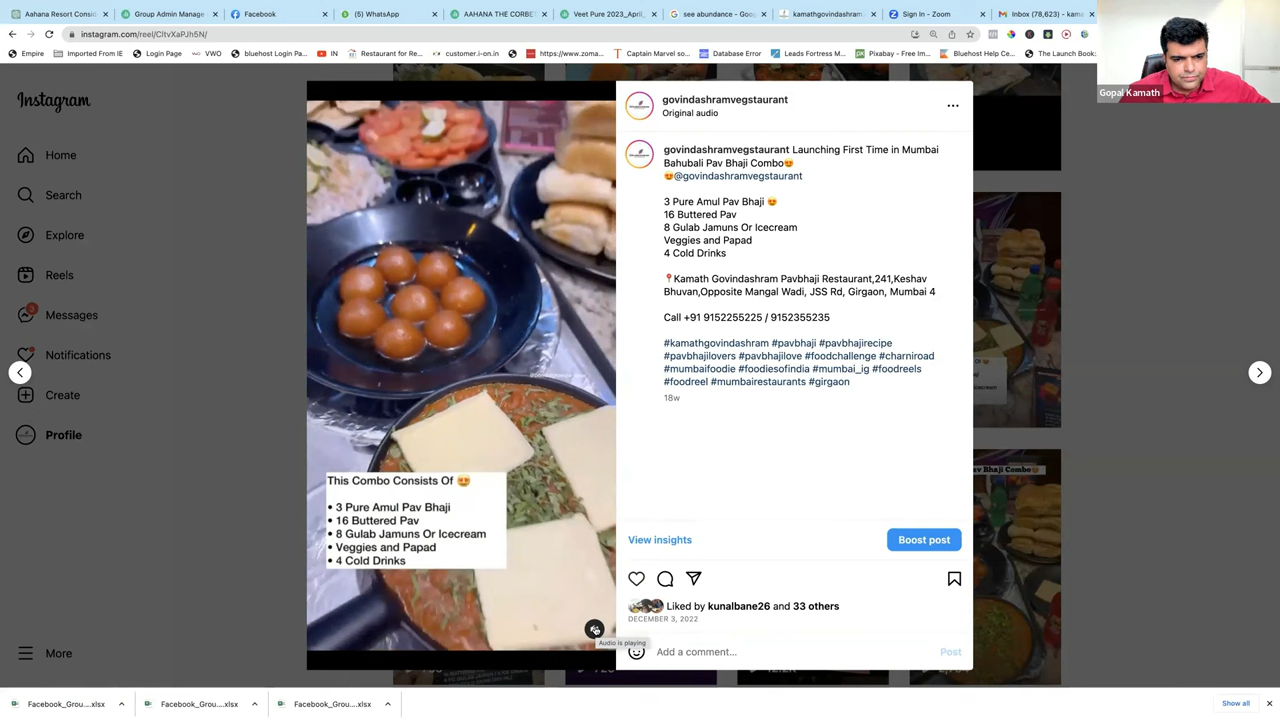 Aahana Resort Consid
Group Admin Manage
Facebook
(5) WhatsApp
AAHANA THE CORBET
Veet Pure 2023_April_
see abundance - Goo
kamathgovindashram
Sign In - Zoom
Inbox (78,623) - kama
instagram.com/reel/CltvXaPJh5N/
Empire
Imported From IE
Login Page
VWO
bluehost Login Pa...
IN
Restaurant for Re...
customer.i-on.in
https://www.zoma...
Captain Marvel so...
Database Error
Leads Fortress M...
Pixabay - Free Im...
Bluehost Help Ce...
The Launch Book:
Gopal Kamath
Instagram
Home
Search
Explore
Reels
Messages
Notifications
Create
Profile
More
This Combo Consists Of 😍
• 3 Pure Amul Pav Bhaji
• 16 Buttered Pav
• 8 Gulab Jamuns Or Icecream
• Veggies and Papad
• 4 Cold Drinks
Audio is playing
govindashramvegstaurant
Original audio
govindashramvegstaurant Launching First Time in Mumbai
Bahubali Pav Bhaji Combo😍
😍@govindashramvegstaurant
3 Pure Amul Pav Bhaji 😍
16 Buttered Pav
8 Gulab Jamuns Or Icecream
Veggies and Papad
4 Cold Drinks
📍Kamath Govindashram Pavbhaji Restaurant,241,Keshav
Bhuvan,Opposite Mangal Wadi, JSS Rd, Girgaon, Mumbai 4
Call +91 9152255225 / 9152355235
#kamathgovindashram #pavbhaji #pavbhajirecipe
#pavbhajilovers #pavbhajilove #foodchallenge #charniroad
#mumbaifoodie #foodiesofindia #mumbai_ig #foodreels
#foodreel #mumbairestaurants #girgaon
18w
View insights
Boost post
Liked by kunalbane26 and 33 others
DECEMBER 3, 2022
Add a comment...
Post
Facebook_Grou....xlsx
Facebook_Grou....xlsx
Facebook_Grou....xlsx
Show all